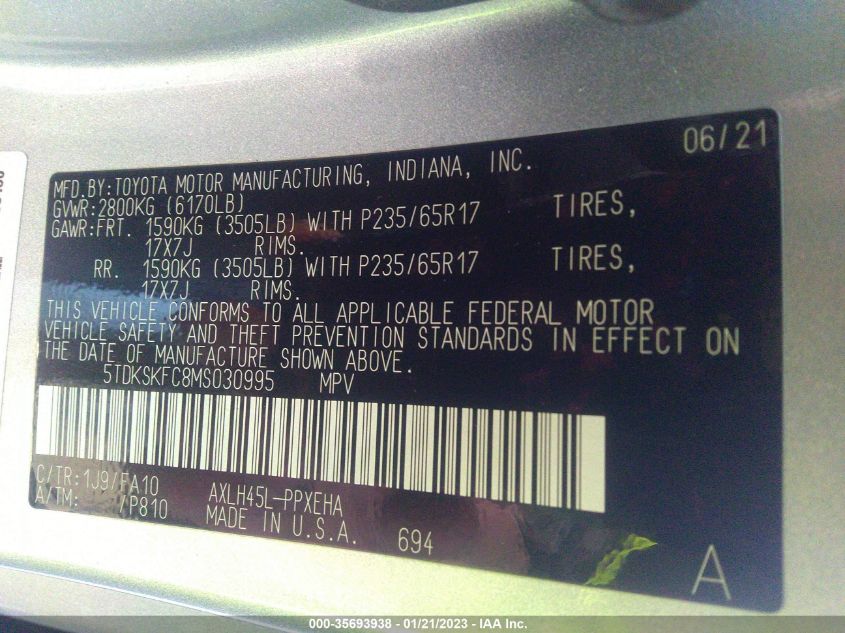 06/21
MFD.BY:TOYOTA MOTOR MANUFACTURING, INDIANA, INC.
GVWR:2800KG (6170LB)
GAWR:FRT. 1590KG (3505LB) WITH P235/65R17 TIRES,
17X7J RIMS.
RR. 1590KG (3505LB) WITH P235/65R17 TIRES,
17X7J RIMS.
THIS VEHICLE CONFORMS TO ALL APPLICABLE FEDERAL MOTOR
VEHICLE SAFETY AND THEFT PREVENTION STANDARDS IN EFFECT ON
THE DATE OF MANUFACTURE SHOWN ABOVE.
5TDKSKFC8MS030995 MPV
C/TR:1J9/FA10
A/TM: /P810
AXLH45L-PPXEHA
MADE IN U.S.A. 694
A
000-35693938 - 01/21/2023 - IAA Inc.